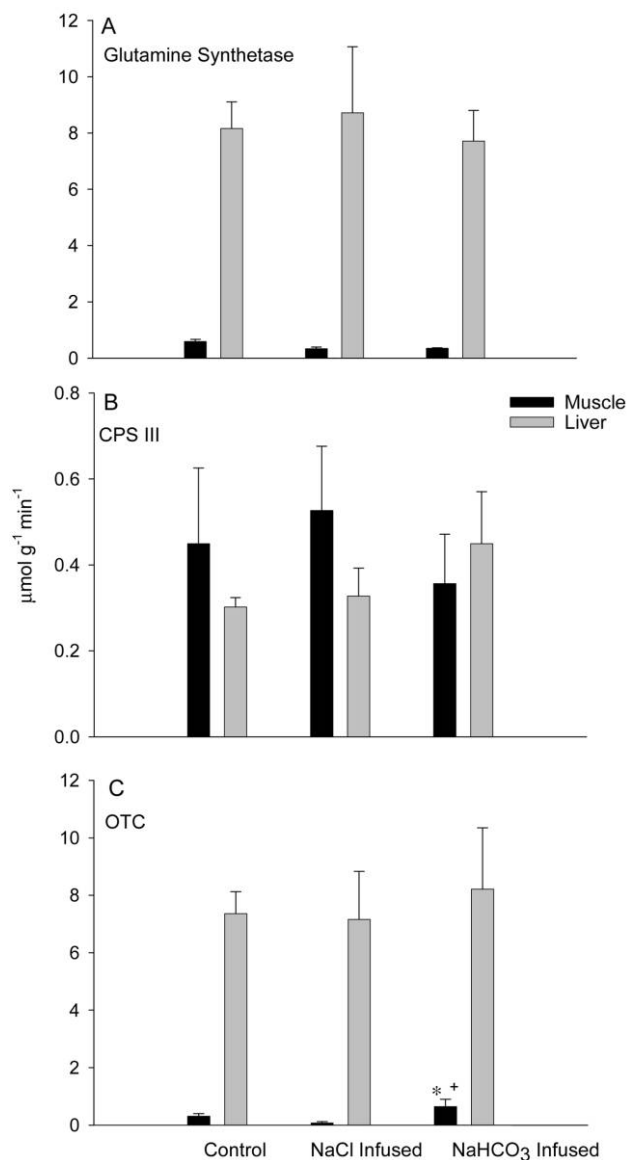 A
Glutamine Synthetase
12
10
8
6
4
2
0
B
CPS III
Muscle
Liver
0.8
0.6
0.4
0.2
0.0
μmol g⁻¹ min⁻¹
C
OTC
12
10
8
6
4
2
0
* +
Control NaCl Infused NaHCO₃ Infused